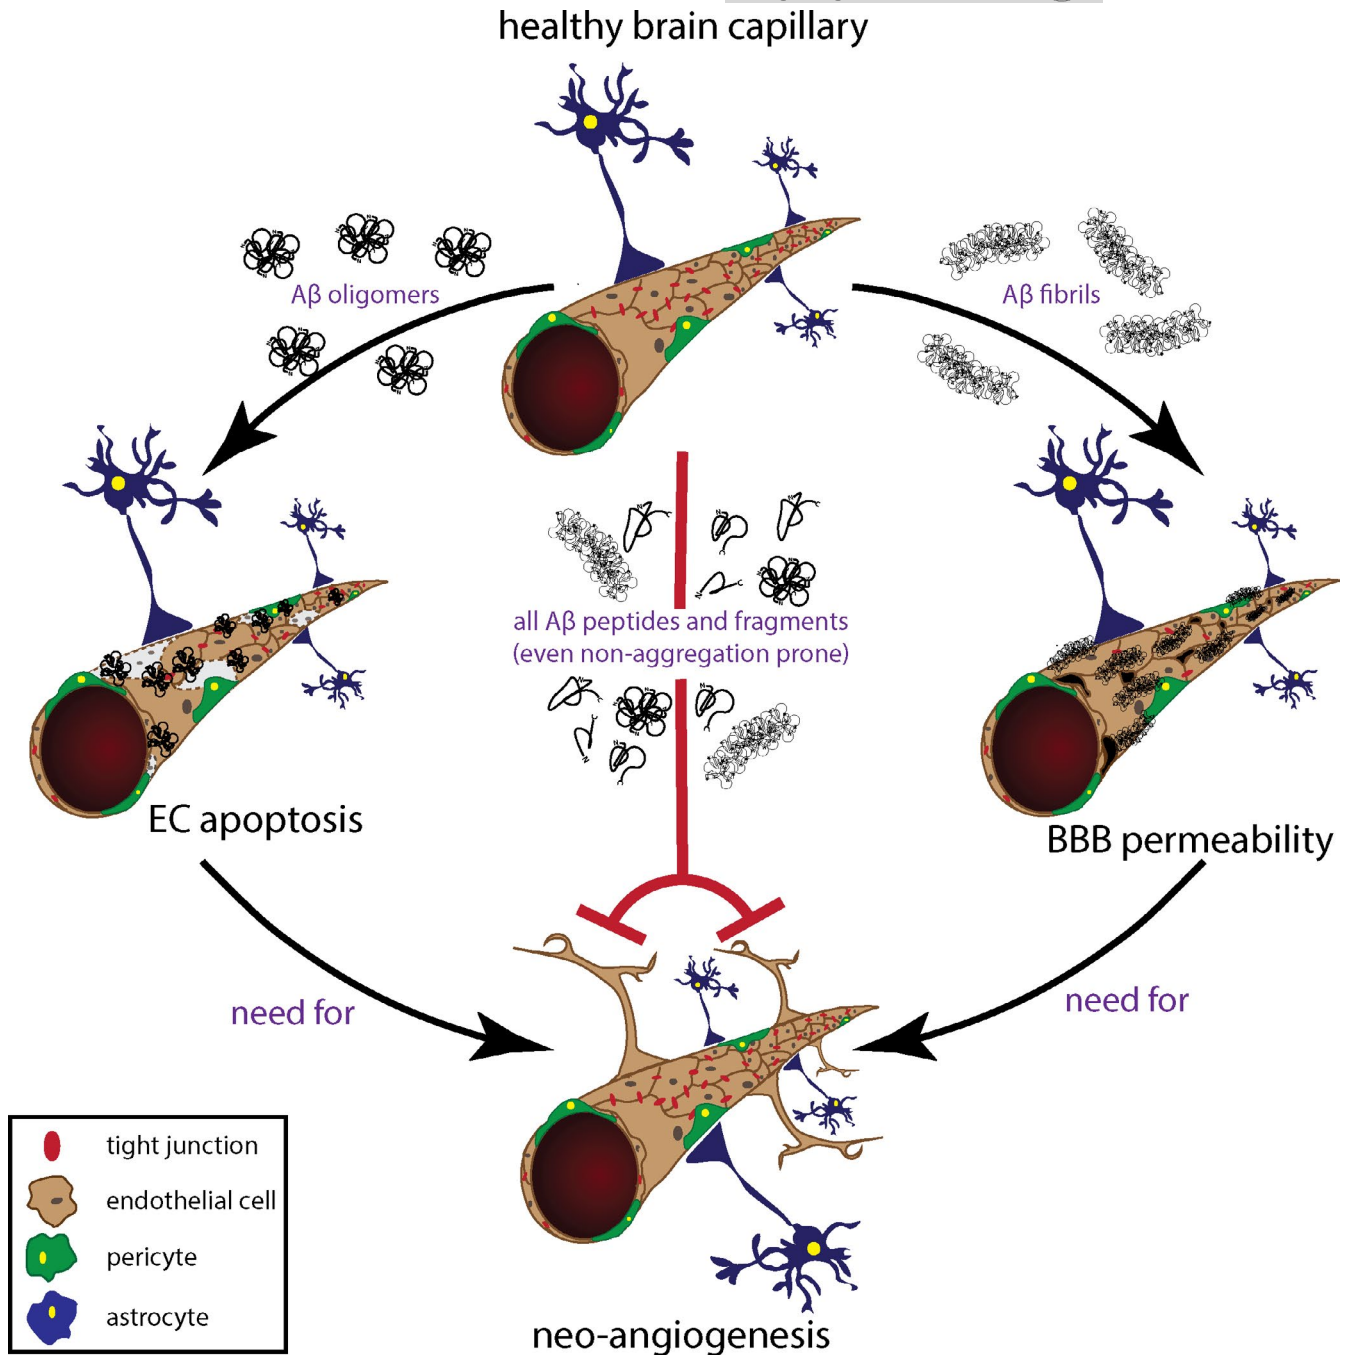 healthy brain capillary
Aβ oligomers
Aβ fibrils
all Aβ peptides and fragments
(even non-aggregation prone)
EC apoptosis
BBB permeability
need for
need for
tight junction
endothelial cell
pericyte
astrocyte
neo-angiogenesis